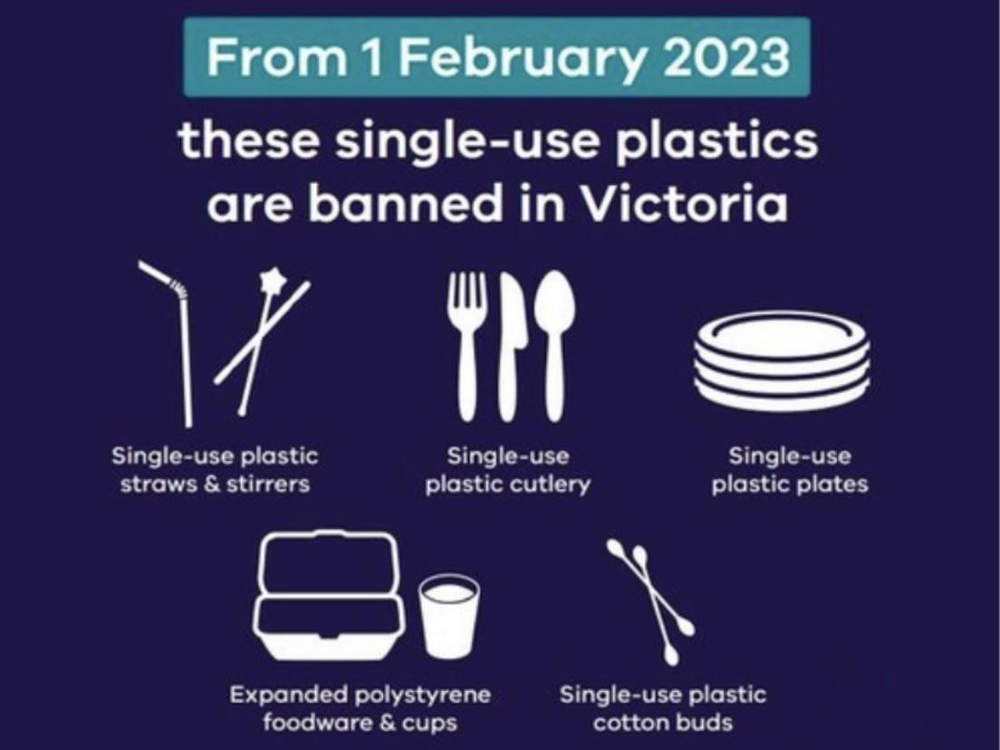 From 1 February 2023
these single-use plastics
are banned in Victoria
Single-use plastic
straws & stirrers
Single-use
plastic cutlery
Single-use
plastic plates
Expanded polystyrene
foodware & cups
Single-use plastic
cotton buds